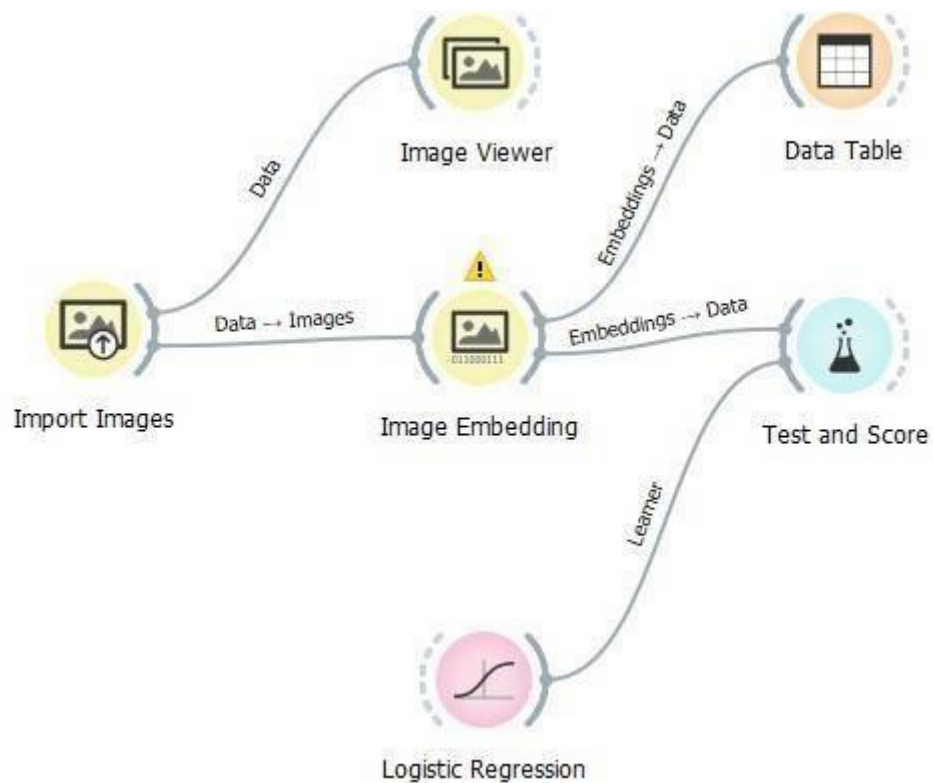 Image Viewer
Data Table
Data
Embeddings → Data
!
Data → Images
011000111
Embeddings → Data
Import Images
Image Embedding
Test and Score
Learner
Logistic Regression